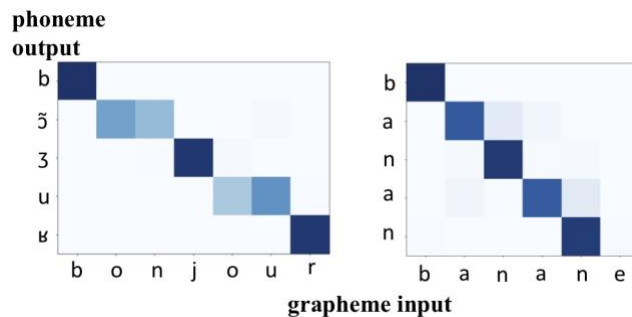 phoneme
output
b
ɔ̃
ʒ
u
ʁ
b o n j o u r
b
a
n
a
n
b a n a n e
grapheme input